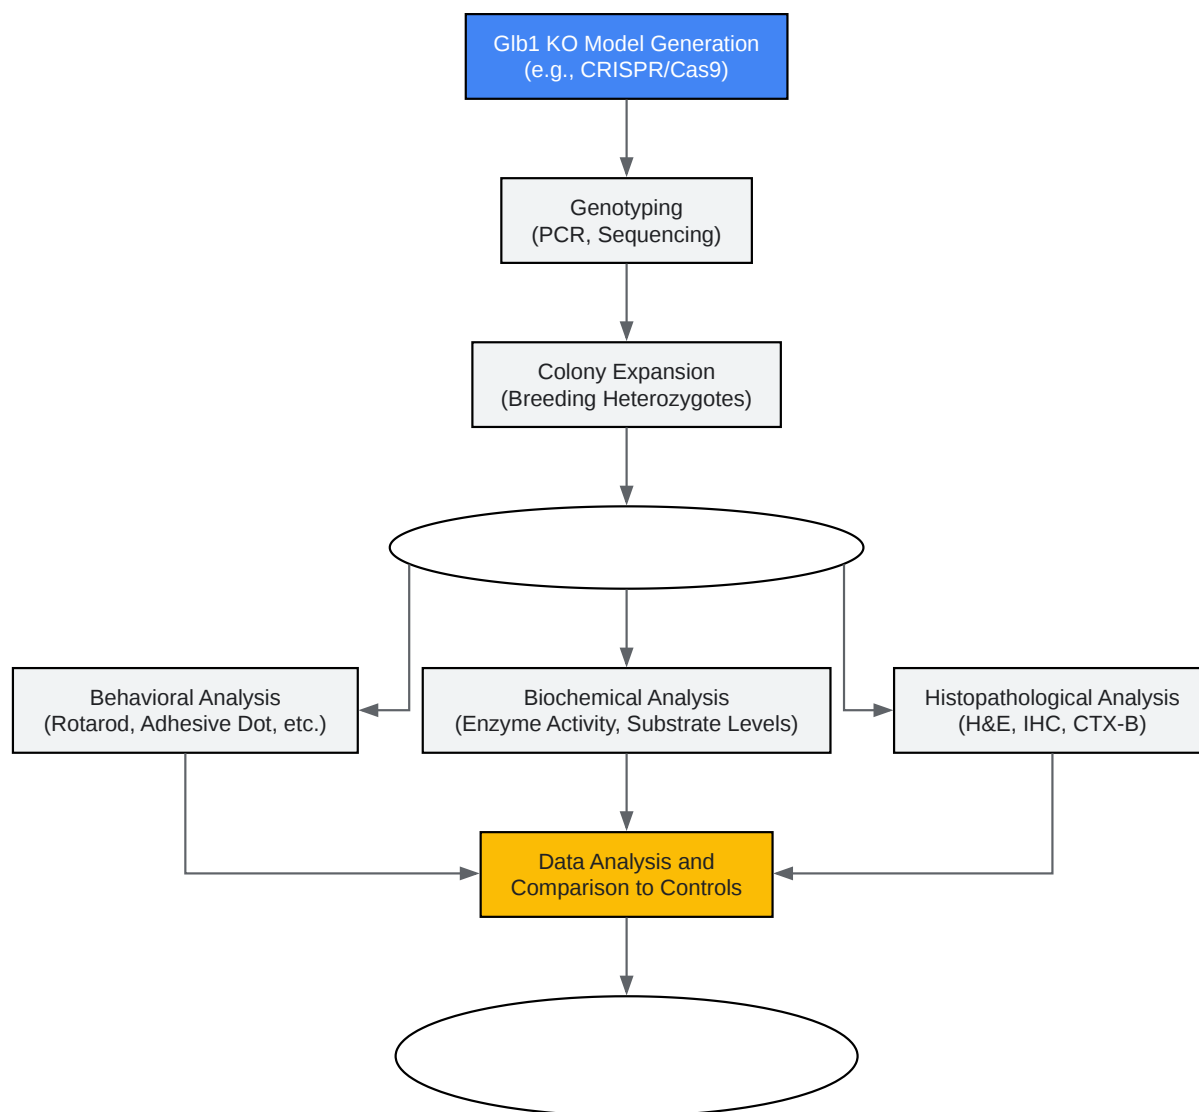 Glb1 KO Model Generation
(e.g., CRISPR/Cas9)
Genotyping
(PCR, Sequencing)
Colony Expansion
(Breeding Heterozygotes)
Behavioral Analysis
(Rotarod, Adhesive Dot, etc.)
Biochemical Analysis
(Enzyme Activity, Substrate Levels)
Histopathological Analysis
(H&E, IHC, CTX-B)
Data Analysis and
Comparison to Controls